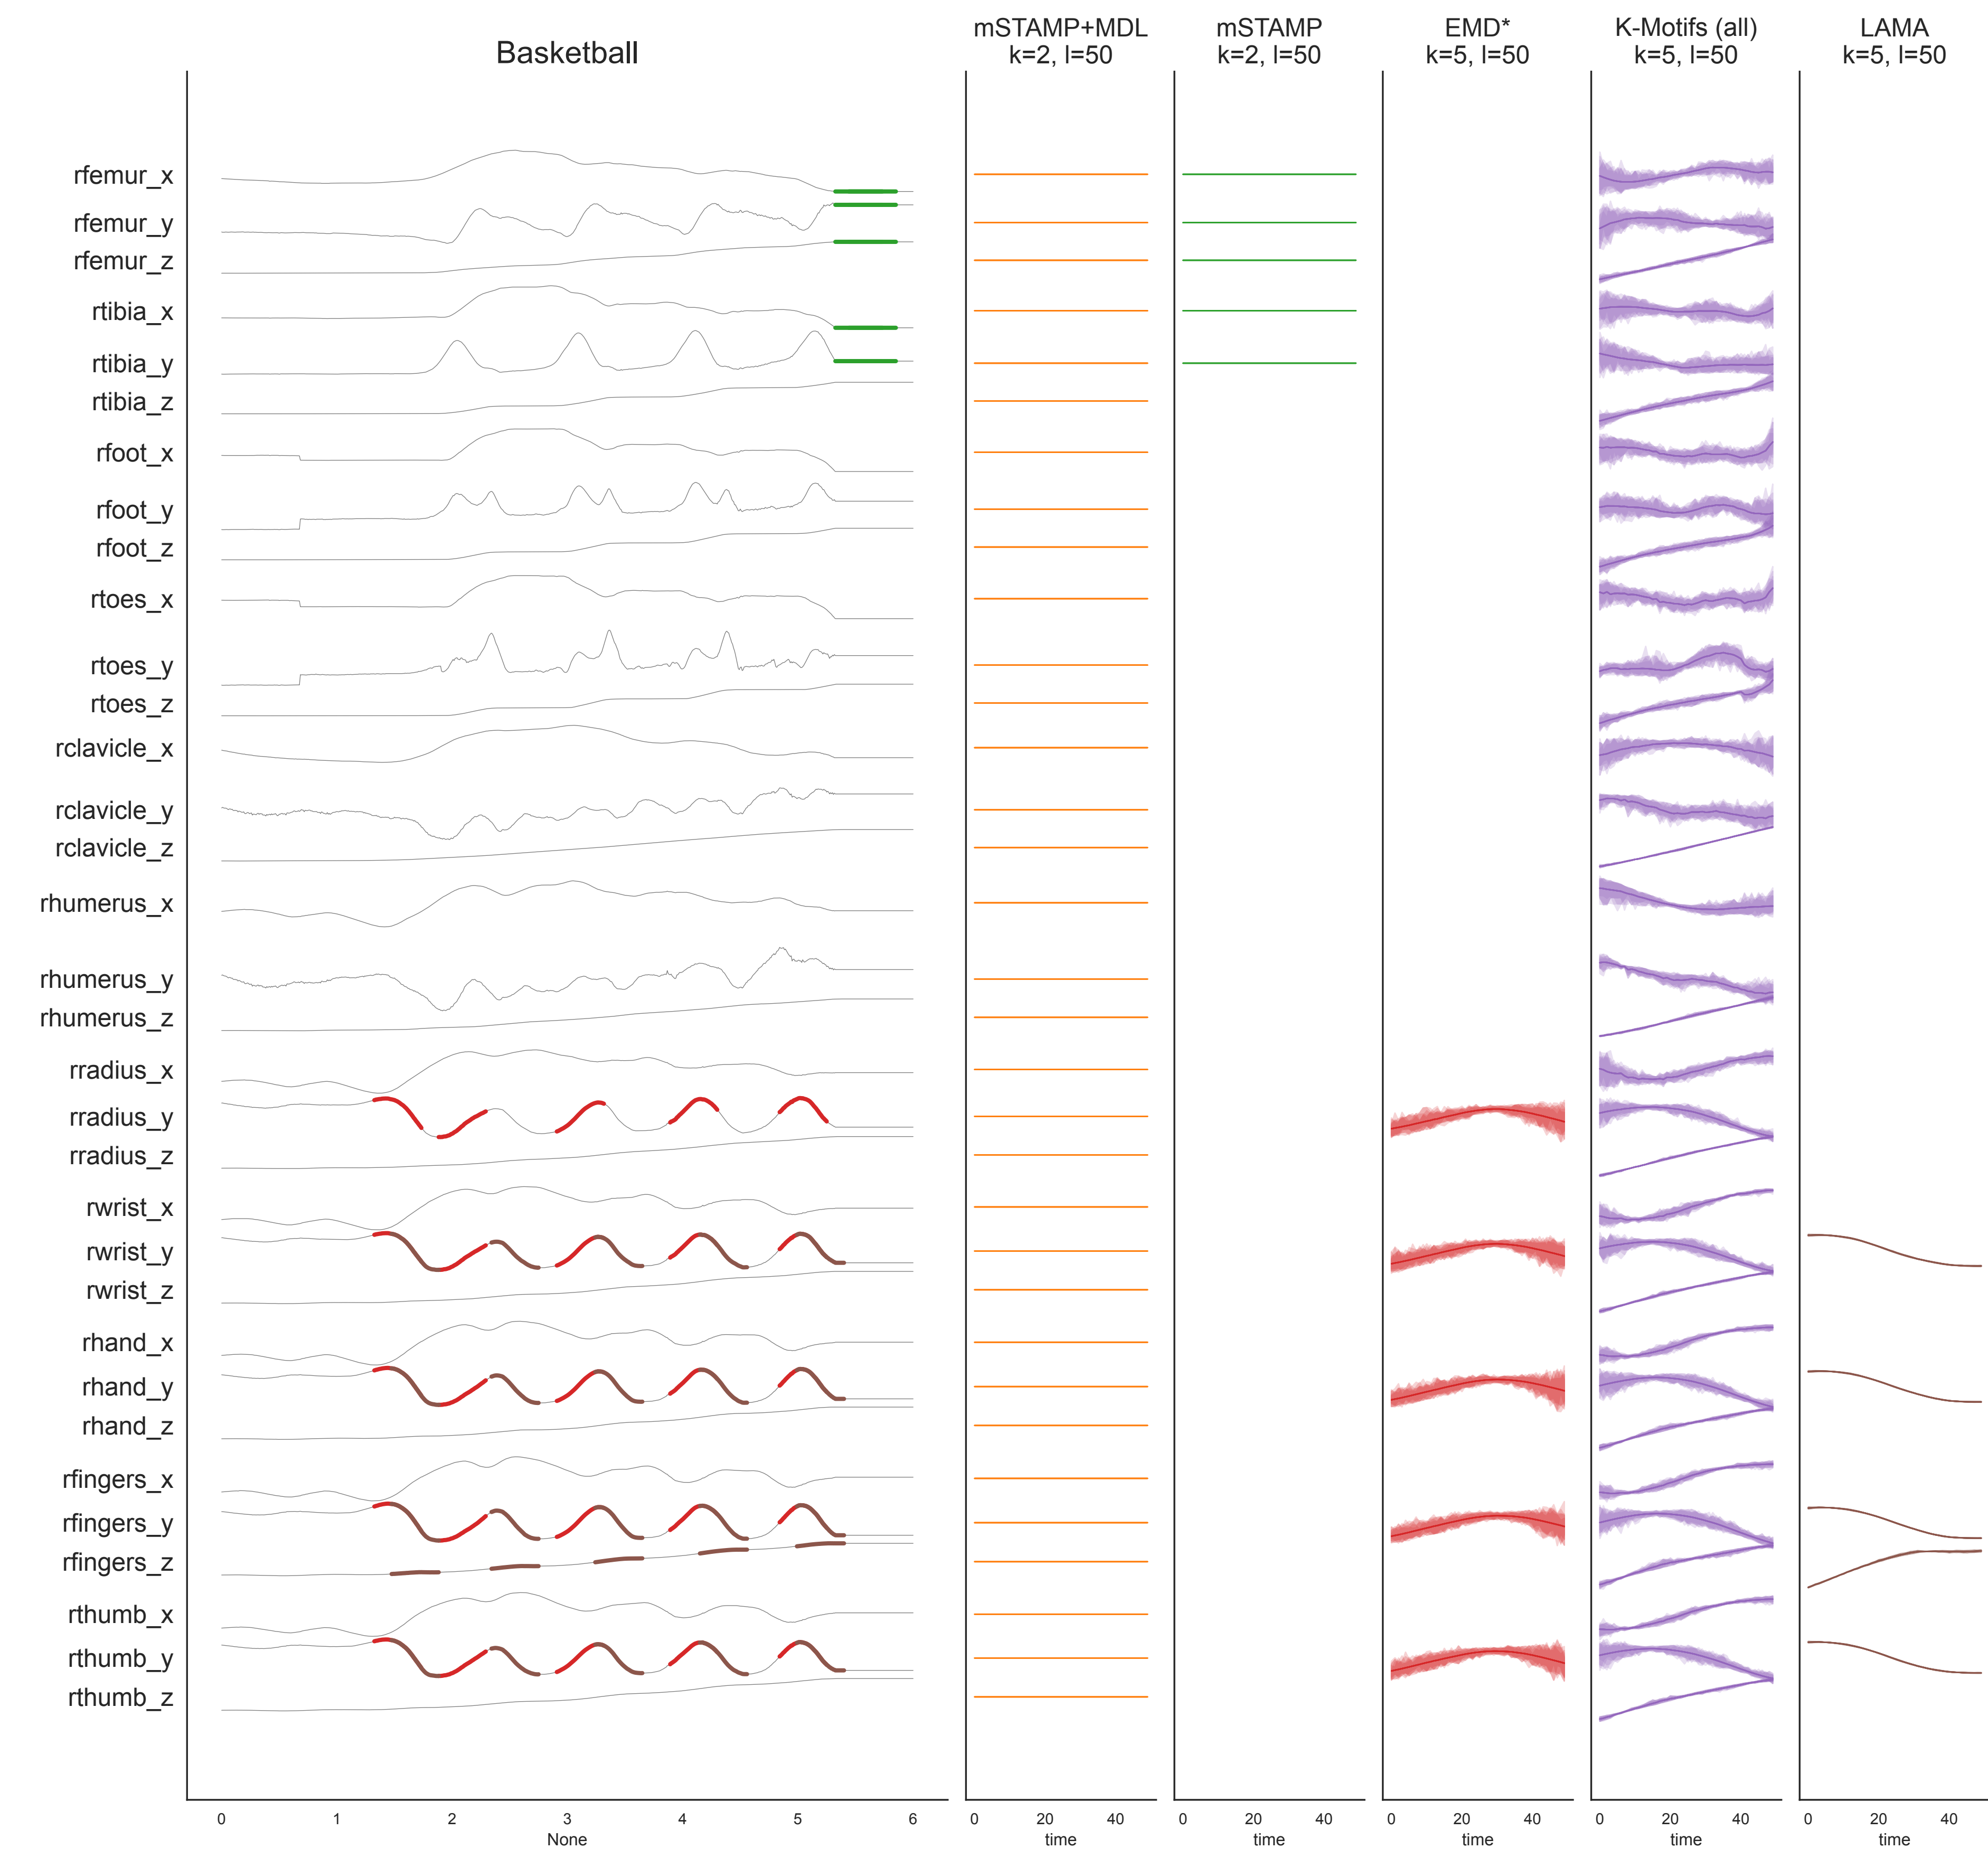 Basketball
mSTAMP+MDL
k=2, l=50
mSTAMP
k=2, l=50
EMD*
k=5, l=50
K-Motifs (all)
k=5, l=50
LAMA
k=5, l=50
rfemur_x
rfemur_y
rfemur_z
rtibia_x
rtibia_y
rtibia_z
rfoot_x
rfoot_y
rfoot_z
rtoes_x
rtoes_y
rtoes_z
rclavicle_x
rclavicle_y
rclavicle_z
rhumerus_x
rhumerus_y
rhumerus_z
rradius_x
rradius_y
rradius_z
rwrist_x
rwrist_y
rwrist_z
rhand_x
rhand_y
rhand_z
rfingers_x
rfingers_y
rfingers_z
rthumb_x
rthumb_y
rthumb_z
0 1 2 3 4 5 6
None
0 20 40
time
0 20 40
time
0 20 40
time
0 20 40
time
0 20 40
time